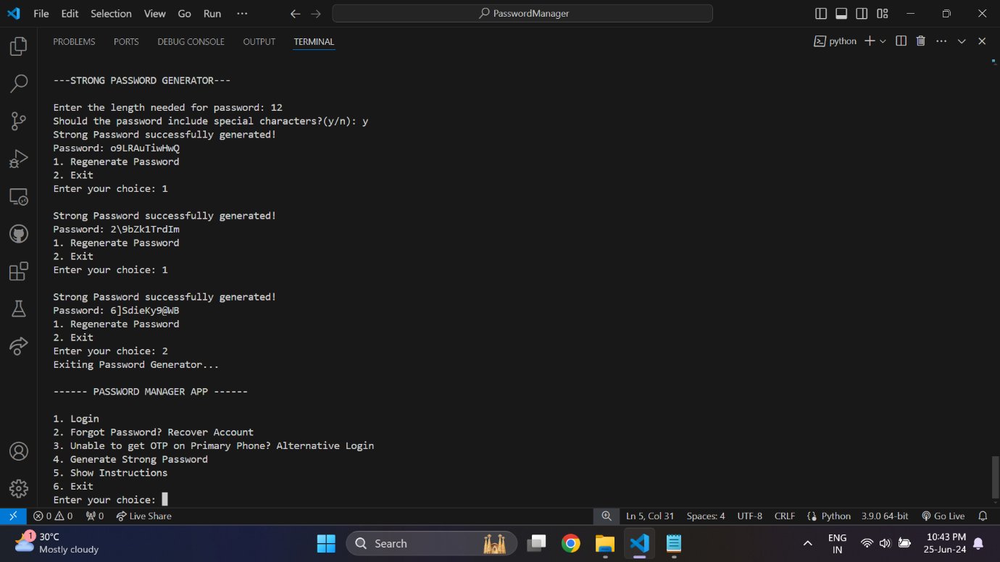 File Edit Selection View Go Run ··· PasswordManager
PROBLEMS PORTS DEBUG CONSOLE OUTPUT TERMINAL python
---STRONG PASSWORD GENERATOR---
Enter the length needed for password: 12
Should the password include special characters?(y/n): y
Strong Password successfully generated!
Password: o9LRAuTiwHwQ
1. Regenerate Password
2. Exit
Enter your choice: 1
Strong Password successfully generated!
Password: 2\9bZk1TrdIm
1. Regenerate Password
2. Exit
Enter your choice: 1
Strong Password successfully generated!
Password: 6]SdieKy9@WB
1. Regenerate Password
2. Exit
Enter your choice: 2
Exiting Password Generator...
------ PASSWORD MANAGER APP ------
1. Login
2. Forgot Password? Recover Account
3. Unable to get OTP on Primary Phone? Alternative Login
4. Generate Strong Password
5. Show Instructions
6. Exit
Enter your choice:
0 0 0 Live Share Ln 5, Col 31 Spaces: 4 UTF-8 CRLF Python 3.9.0 64-bit Go Live
1 30°C Search ENG 10:43 PM
Mostly cloudy IN 25-Jun-24